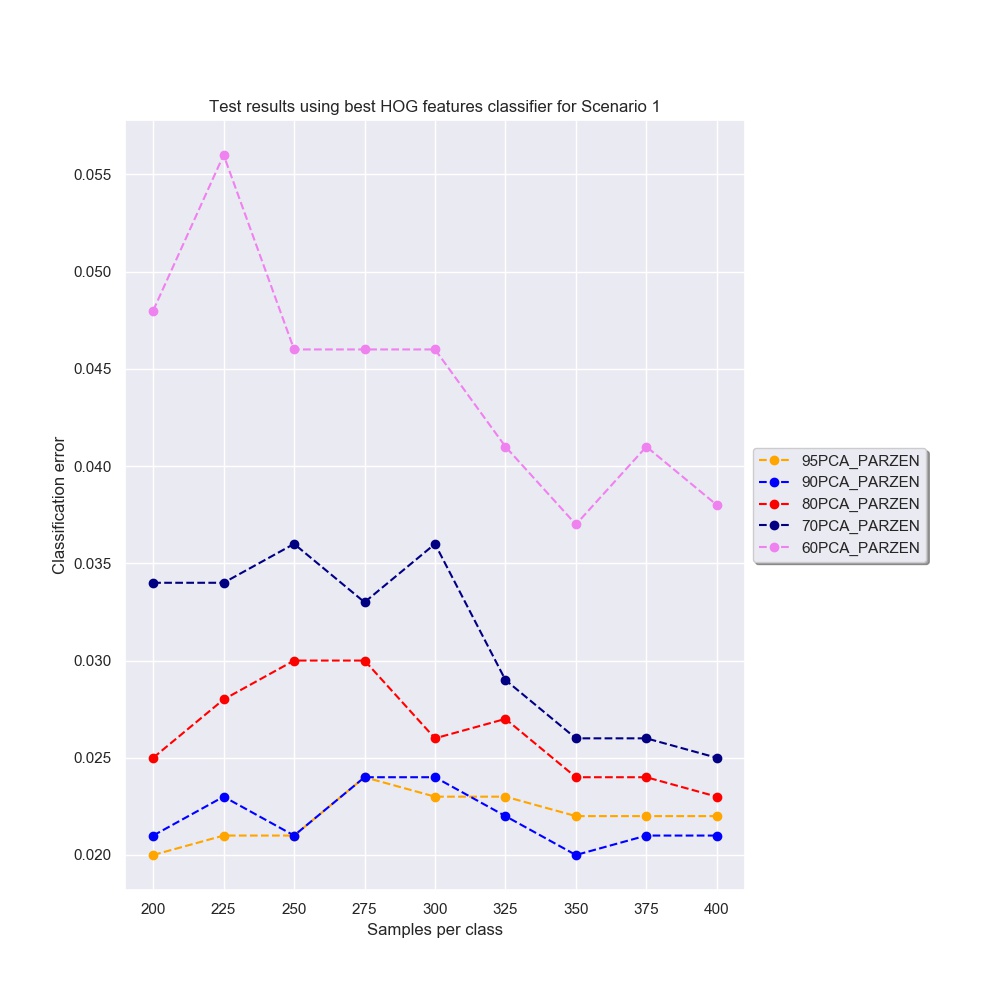 Test results using best HOG features classifier for Scenario 1
Classification error
0.055
0.050
0.045
0.040
0.035
0.030
0.025
0.020
200 225 250 275 300 325 350 375 400
Samples per class
95PCA_PARZEN
90PCA_PARZEN
80PCA_PARZEN
70PCA_PARZEN
60PCA_PARZEN